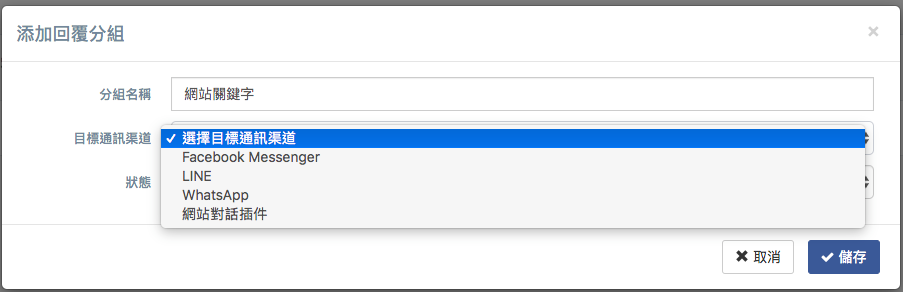 添加回覆分組
×
分組名稱
網站關鍵字
目標通訊渠道
✓ 選擇目標通訊渠道
Facebook Messenger
LINE
WhatsApp
網站對話插件
狀態
✖ 取消
✔ 儲存